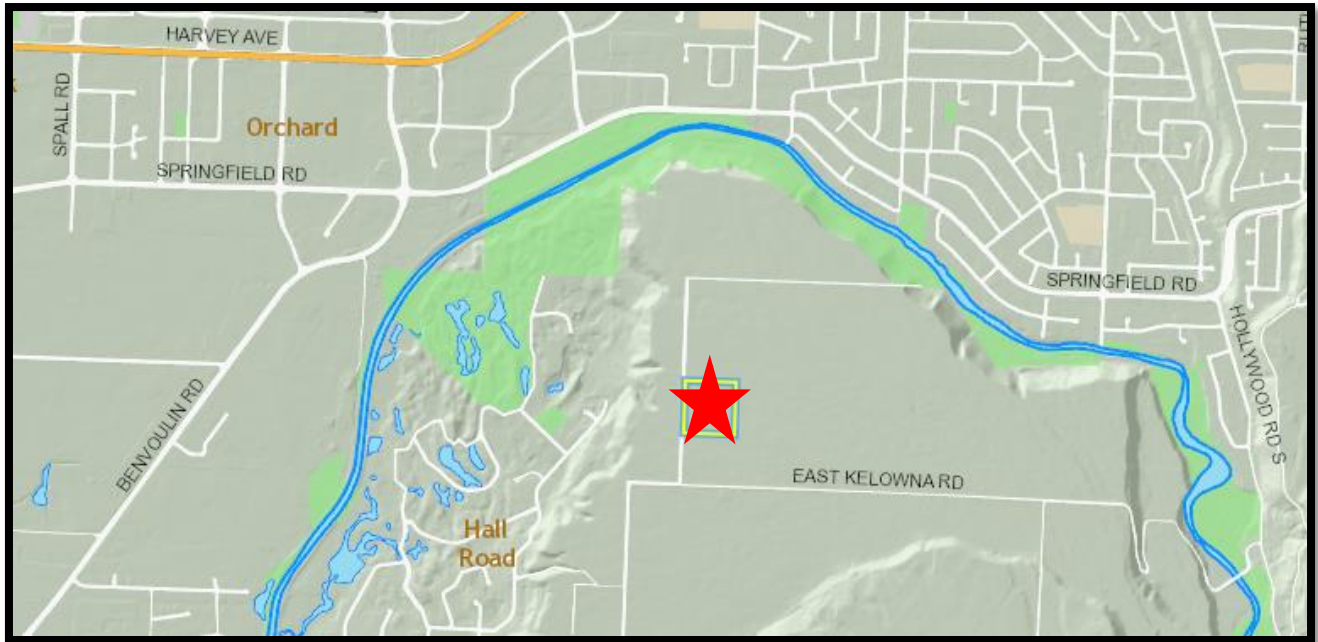 HARVEY AVE
SPALL RD
Orchard
SPRINGFIELD RD
SPRINGFIELD RD
HOLLYWOOD RD S
BENVOULIN RD
EAST KELOWNA RD
Hall
Road